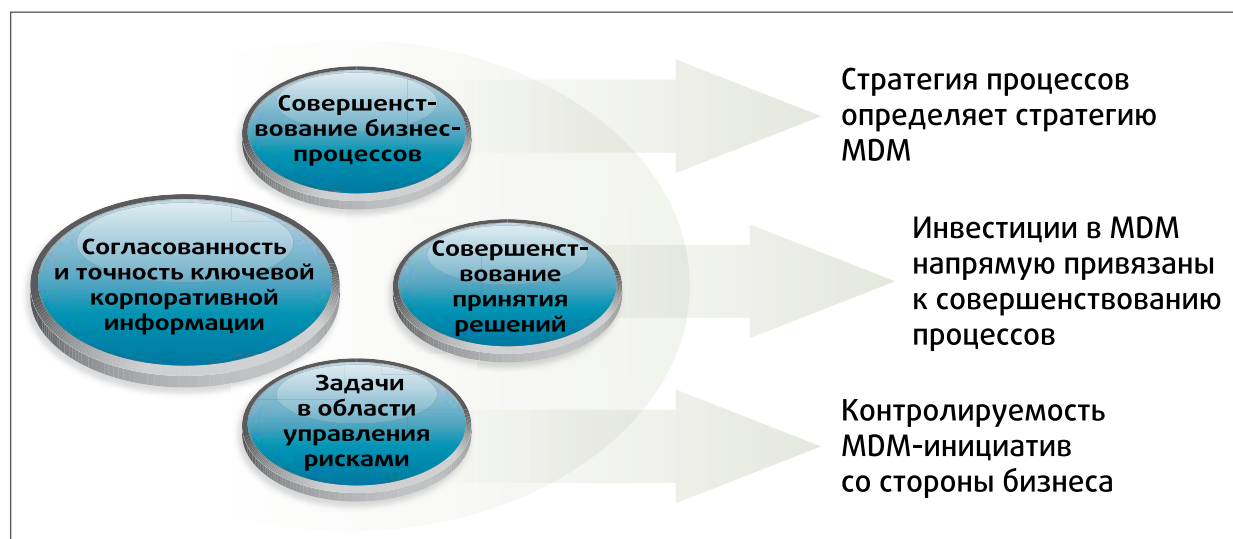 Совершенст-
вование бизнес-
процессов
Стратегия процессов
определяет стратегию
MDM
Согласованность
и точность ключевой
корпоративной
информации
Совершенст-
вование
принятия
решений
Инвестиции в MDM
напрямую привязаны
к совершенствованию
процессов
Задачи
в области
управления
рисками
Контролируемость
MDM-инициатив
со стороны бизнеса